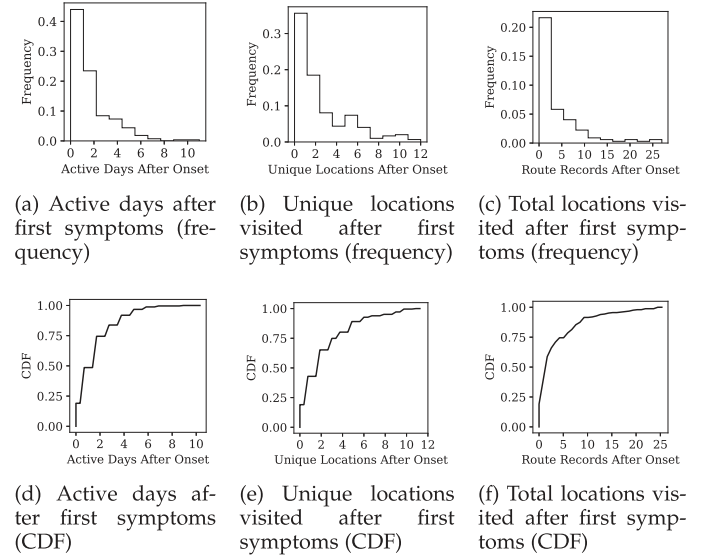 0.4
0.3
0.2
0.1
0.0
Frequency
0 2 4 6 8 10
Active Days After Onset
0.3
0.2
0.1
0.0
Frequency
0 2 4 6 8 10 12
Unique Locations After Onset
0.20
0.15
0.10
0.05
0.00
Frequency
0 5 10 15 20 25
Route Records After Onset
(a) Active days after
first symptoms (fre-
quency)
(b) Unique locations
visited after first
symptoms (frequency)
(c) Total locations vis-
ited after first symp-
toms (frequency)
1.00
0.75
0.50
0.25
0.00
CDF
0 2 4 6 8 10
Active Days After Onset
1.00
0.75
0.50
0.25
0.00
CDF
0 2 4 6 8 10 12
Unique Locations After Onset
1.00
0.75
0.50
0.25
0.00
CDF
0 5 10 15 20 25
Route Records After Onset
(d) Active days af-
ter first symptoms
(CDF)
(e) Unique locations
visited after first
symptoms (CDF)
(f) Total locations vis-
ited after first symp-
toms (CDF)